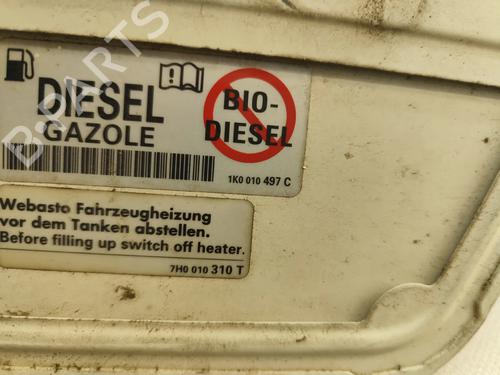 B-PARTS
DIESEL
GAZOLE
BIO-
DIESEL
1K0 010 497 C
Webasto Fahrzeugheizung
vor dem Tanken abstellen.
Before filling up switch off heater.
7H0 010 310 T